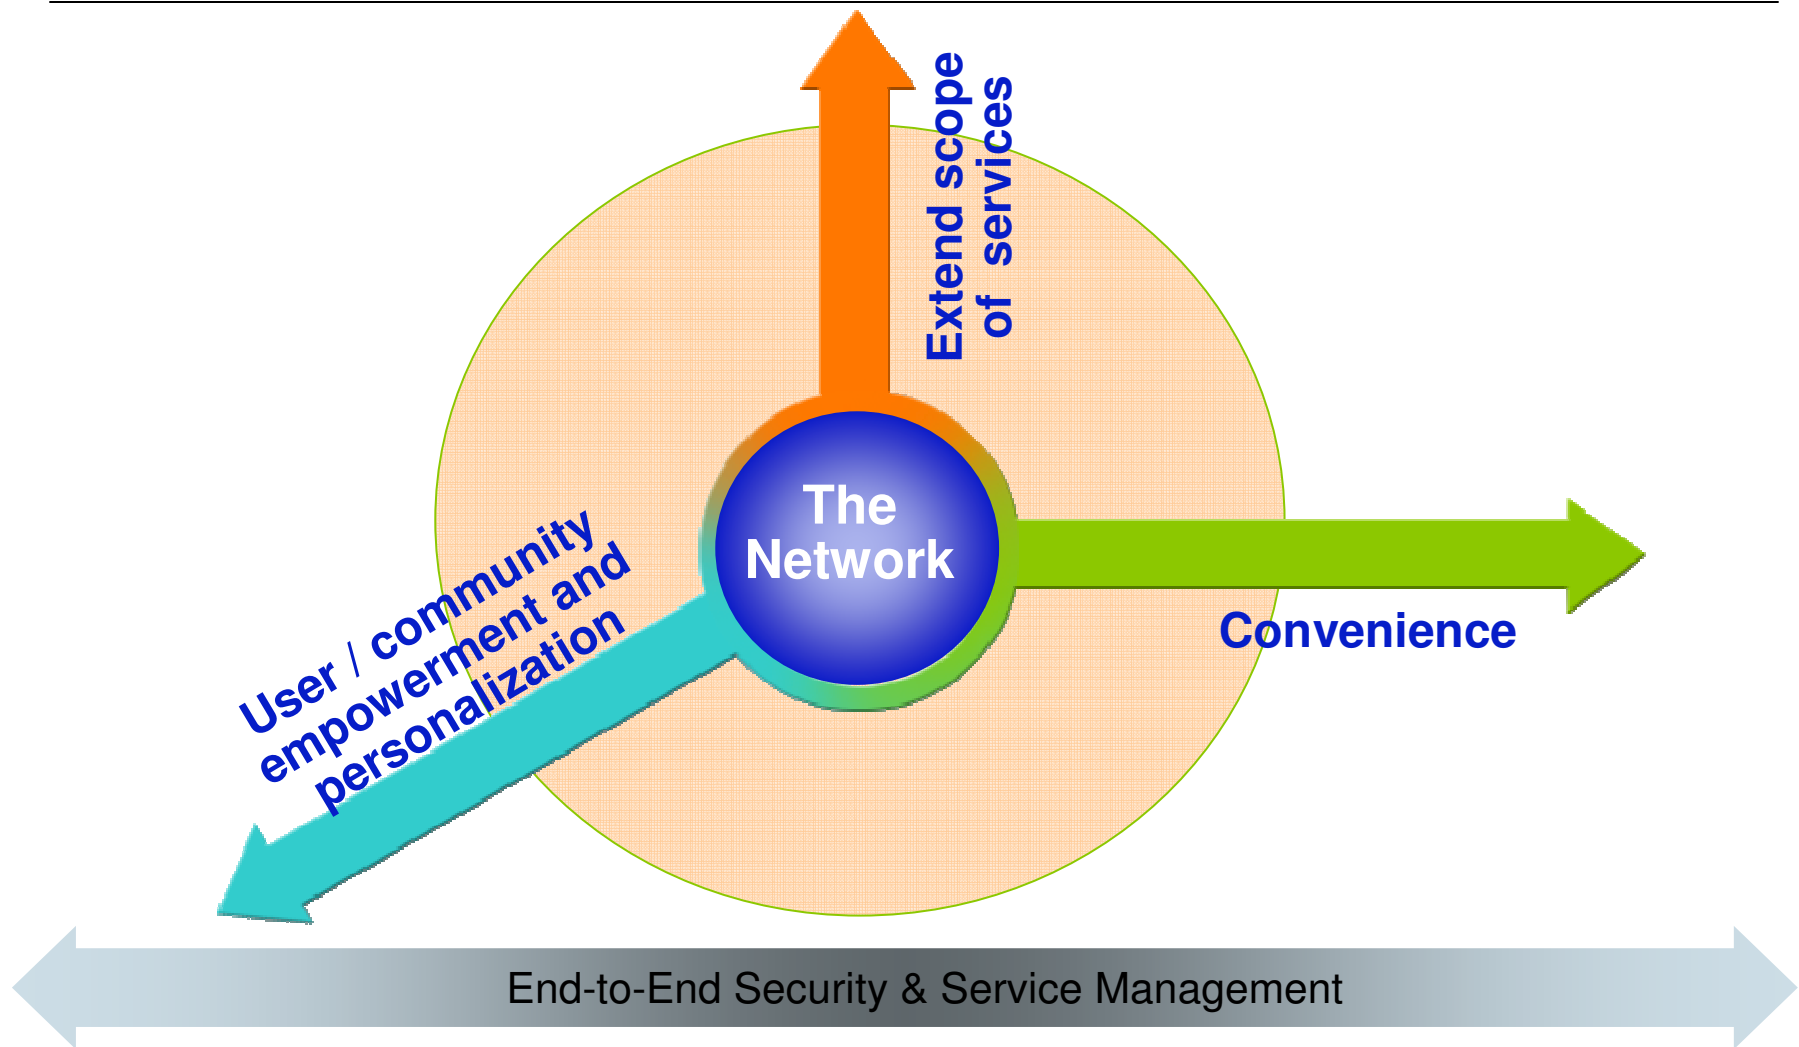 Extend scope
of services
The
Network
Convenience
User / community
empowerment and
personalization
End-to-End Security & Service Management